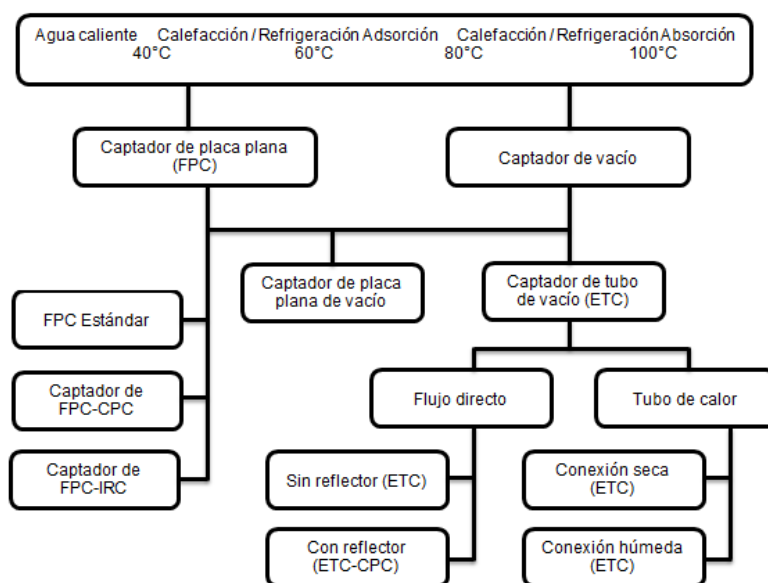 Agua caliente Calefacción / Refrigeración Adsorción Calefacción / Refrigeración Absorción
40°C 60°C 80°C 100°C
Captador de placa plana
(FPC)
Captador de vacío
Captador de placa
plana de vacío
Captador de tubo
de vacío (ETC)
FPC Estándar
Captador de
FPC-CPC
Captador de
FPC-IRC
Flujo directo
Tubo de calor
Sin reflector (ETC)
Con reflector
(ETC-CPC)
Conexión seca
(ETC)
Conexión húmeda
(ETC)